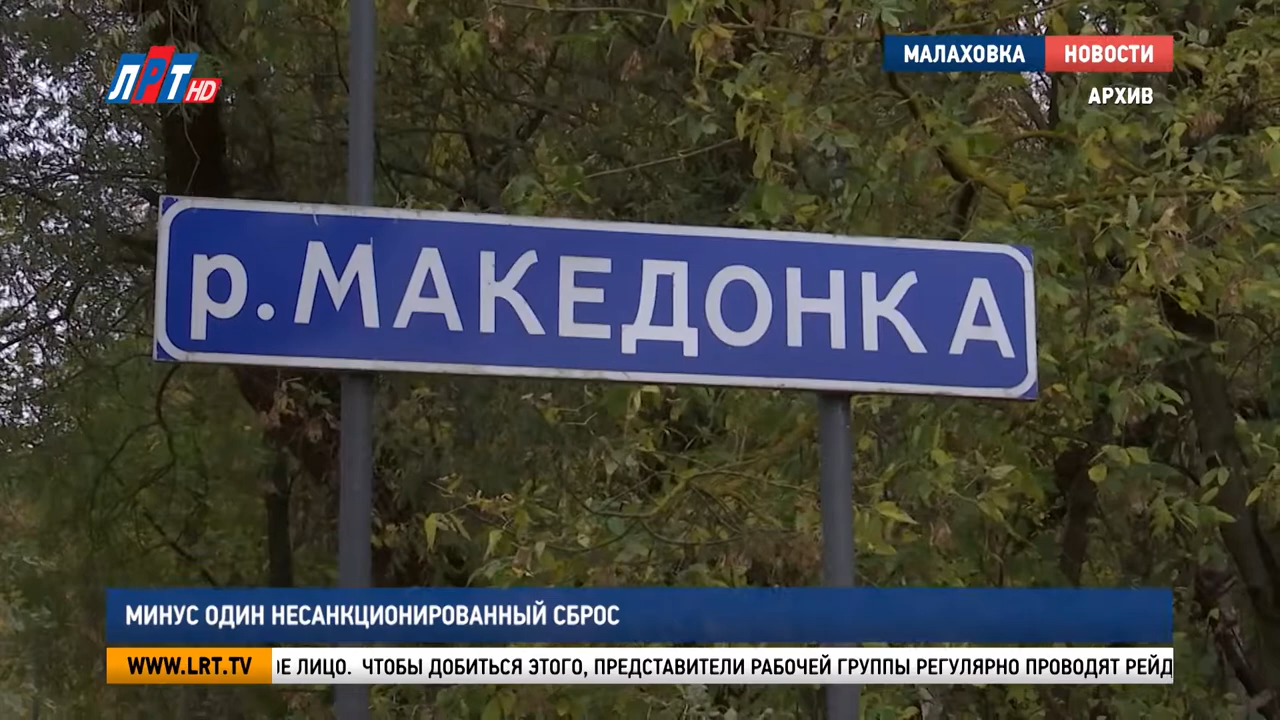 ЛРТ HD
МАЛАХОВКА НОВОСТИ
АРХИВ
р. МАКЕДОНКА
МИНУС ОДИН НЕСАНКЦИОНИРОВАННЫЙ СБРОС
WWW.LRT.TV ЛИЦО. ЧТОБЫ ДОБИТЬСЯ ЭТОГО, ПРЕДСТАВИТЕЛИ РАБОЧЕЙ ГРУППЫ РЕГУЛЯРНО ПРОВОДЯТ РЕЙД